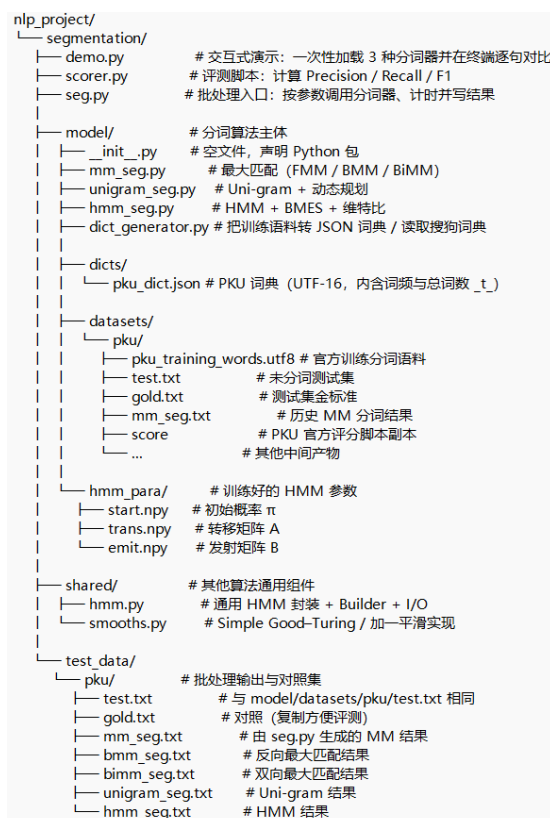 nlp_project/
└── segmentation/
    ├── demo.py                # 交互式演示：一次性加载 3 种分词器并在终端逐句对比
    ├── scorer.py              # 评测脚本：计算 Precision / Recall / F1
    ├── seg.py                 # 批处理入口：按参数调用分词器、计时并写结果
    │
    ├── model/                 # 分词算法主体
    │   ├── __init__.py        # 空文件，声明 Python 包
    │   ├── mm_seg.py          # 最大匹配（FMM / BMM / BiMM）
    │   ├── unigram_seg.py     # Uni-gram + 动态规划
    │   ├── hmm_seg.py         # HMM + BMES + 维特比
    │   ├── dict_generator.py # 把训练语料转 JSON 词典 / 读取搜狗词典
    │   │
    │   ├── dicts/
    │   │   └── pku_dict.json # PKU 词典（UTF-16，内含词频与总词数 _t_）
    │   │
    │   ├── datasets/
    │   │   └── pku/
    │   │       ├── pku_training_words.utf8 # 官方训练分词语料
    │   │       ├── test.txt               # 未分词测试集
    │   │       ├── gold.txt               # 测试集金标准
    │   │       ├── mm_seg.txt             # 历史 MM 分词结果
    │   │       ├── score                  # PKU 官方评分脚本副本
    │   │       └── ...                    # 其他中间产物
    │   │
    │   └── hmm_para/          # 训练好的 HMM 参数
    │       ├── start.npy      # 初始概率 π
    │       ├── trans.npy      # 转移矩阵 A
    │       └── emit.npy       # 发射矩阵 B
    │
    ├── shared/                # 其他算法通用组件
    │   ├── hmm.py             # 通用 HMM 封装 + Builder + I/O
    │   └── smooths.py         # Simple Good–Turing / 加一平滑实现
    │
    └── test_data/
        └── pku/               # 批处理输出与对照集
            ├── test.txt               # 与 model/datasets/pku/test.txt 相同
            ├── gold.txt               # 对照（复制方便评测）
            ├── mm_seg.txt             # 由 seg.py 生成的 MM 结果
            ├── bmm_seg.txt            # 反向最大匹配结果
            ├── bimm_seg.txt           # 双向最大匹配结果
            ├── unigram_seg.txt        # Uni-gram 结果
            └── hmm_seg.txt            # HMM 结果